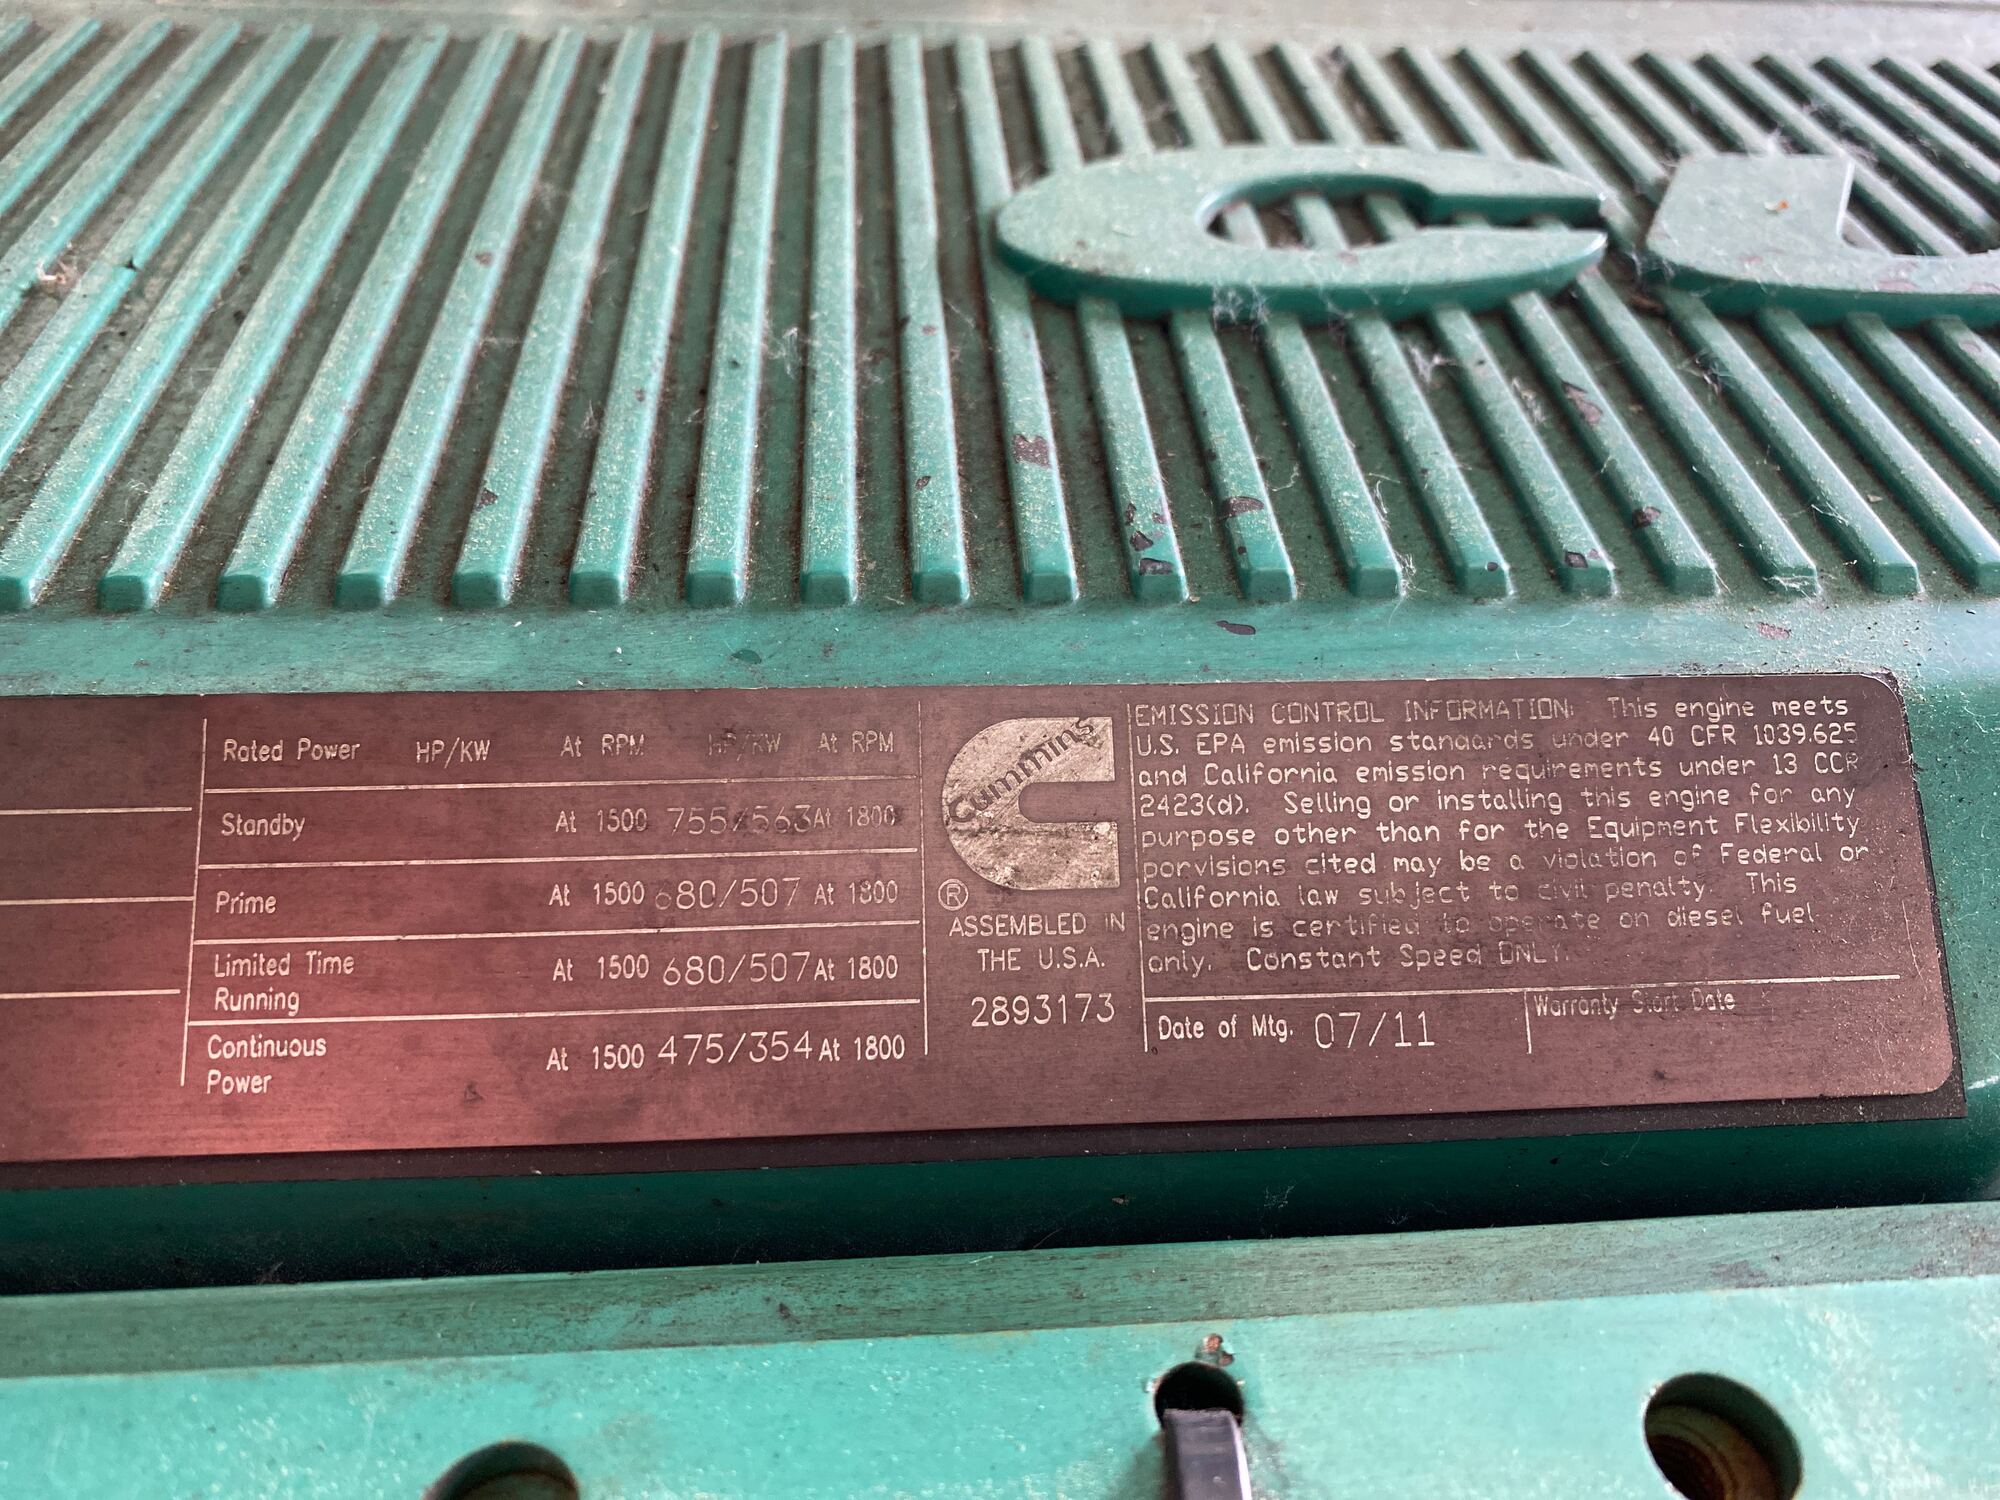 CU
Rated Power HP/KW At RPM HP/KW At RPM
Standby At 1500 755/563 At 1800
Prime At 1500 680/507 At 1800
Limited Time At 1500 680/507 At 1800
Running
Continuous At 1500 475/354 At 1800
Power
Cummins
®
ASSEMBLED IN
THE U.S.A.
2893173
EMISSION CONTROL INFORMATION: This engine meets
U.S. EPA emission standards under 40 CFR 1039.625
and California emission requirements under 13 CCR
2423(d). Selling or installing this engine for any
purpose other than for the Equipment Flexibility
porvisions cited may be a violation of Federal or
California law subject to civil penalty. This
engine is certified to operate on diesel fuel
only. Constant Speed ONLY.
Date of Mtg. 07/11
Warranty Start Date